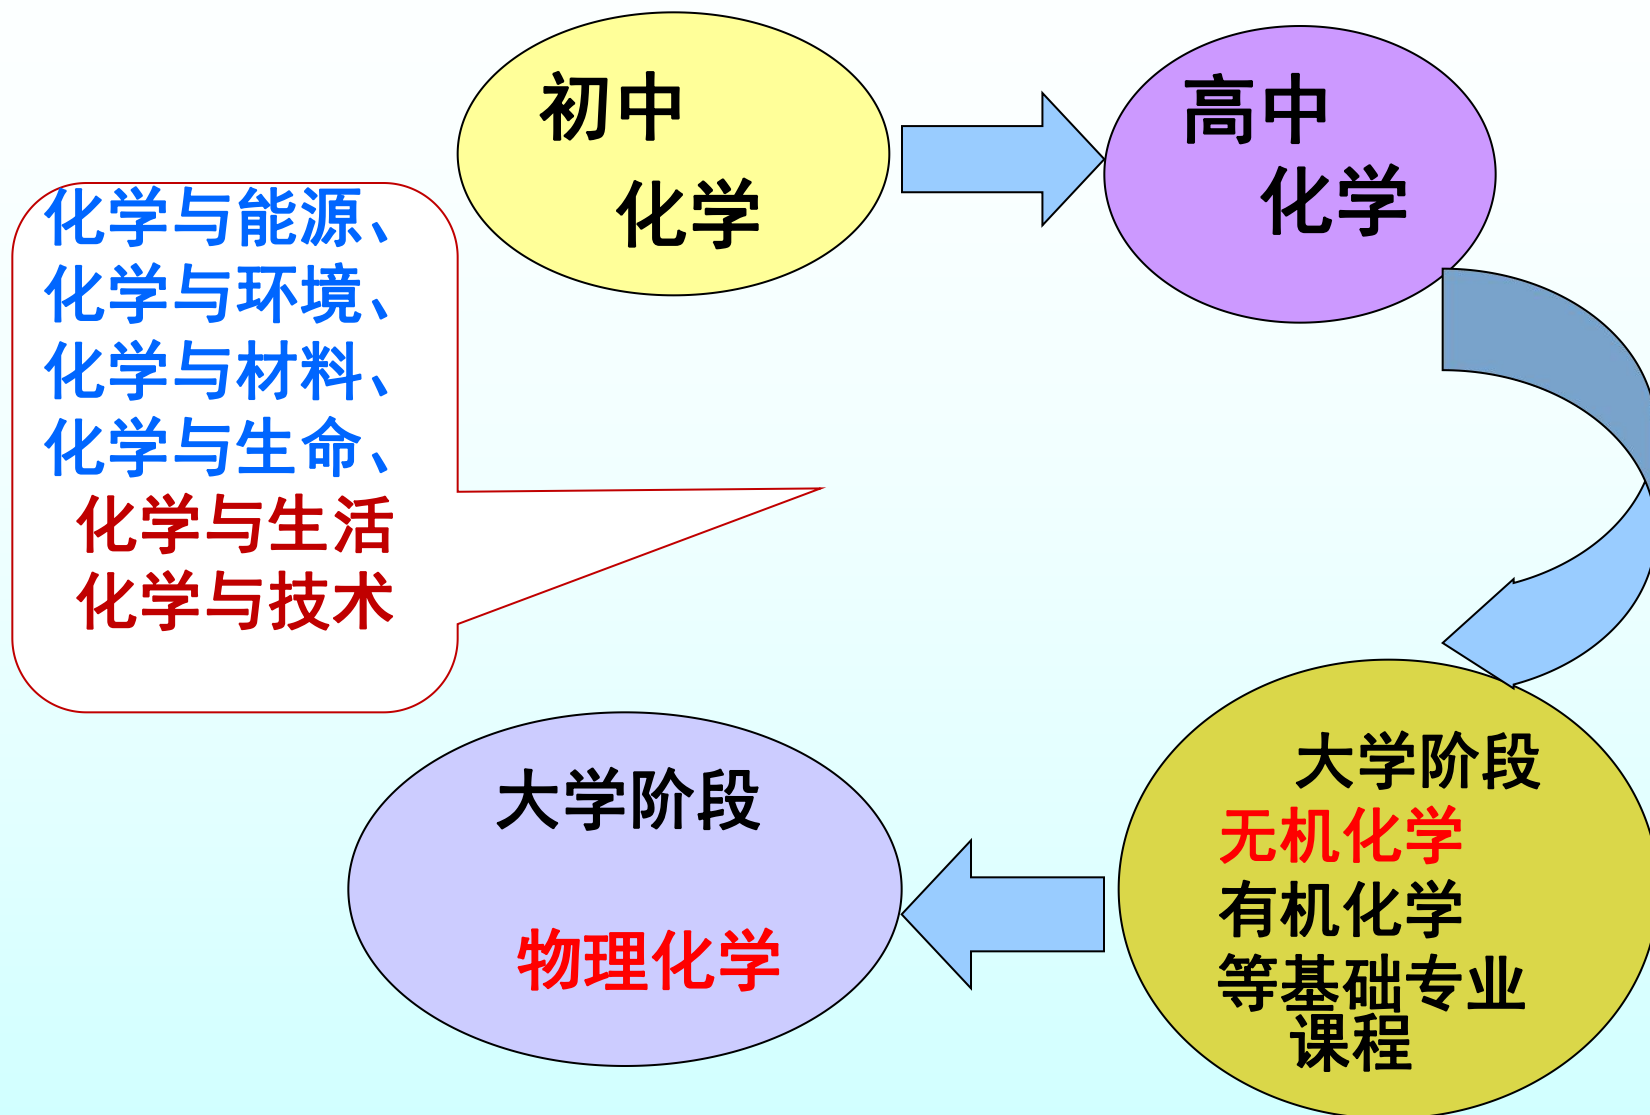 初中
化学
高中
化学
化学与能源、
化学与环境、
化学与材料、
化学与生命、
化学与生活
化学与技术
大学阶段
无机化学
有机化学
等基础专业
课程
大学阶段
物理化学